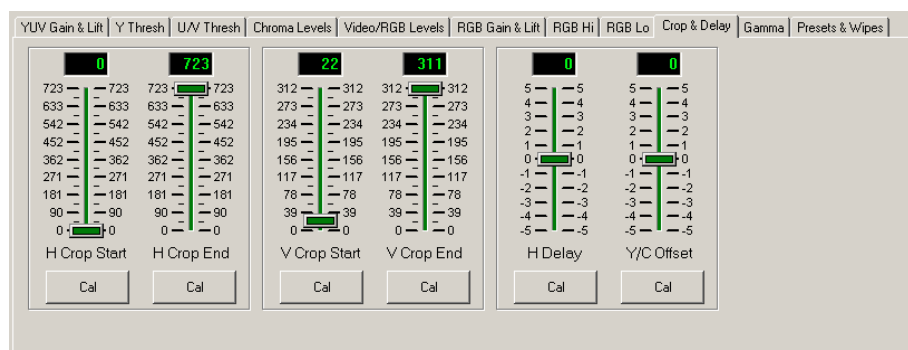 YUV Gain & Lift Y Thresh U/V Thresh Chroma Levels Video/RGB Levels RGB Gain & Lift RGB Hi RGB Lo Crop & Delay Gamma Presets & Wipes
0 723 22 311 0 0
723 723 723 723 312 312 312 312 5 5 5 5
633 633 633 633 273 273 273 273 4 4 4 4
542 542 542 542 234 234 234 234 3 3 3 3
452 452 452 452 195 195 195 195 2 2 2 2
362 362 362 362 156 156 156 156 1 1 1 1
271 271 271 271 117 117 117 117 0 0 0 0
181 181 181 181 78 78 78 78 -1 -1 -1 -1
90 90 90 90 39 39 39 39 -2 -2 -2 -2
0 0 0 0 0 0 0 0 -3 -3 -3 -3
-4 -4 -4 -4
-5 -5 -5 -5
H Crop Start H Crop End V Crop Start V Crop End H Delay Y/C Offset
Cal Cal Cal Cal Cal Cal